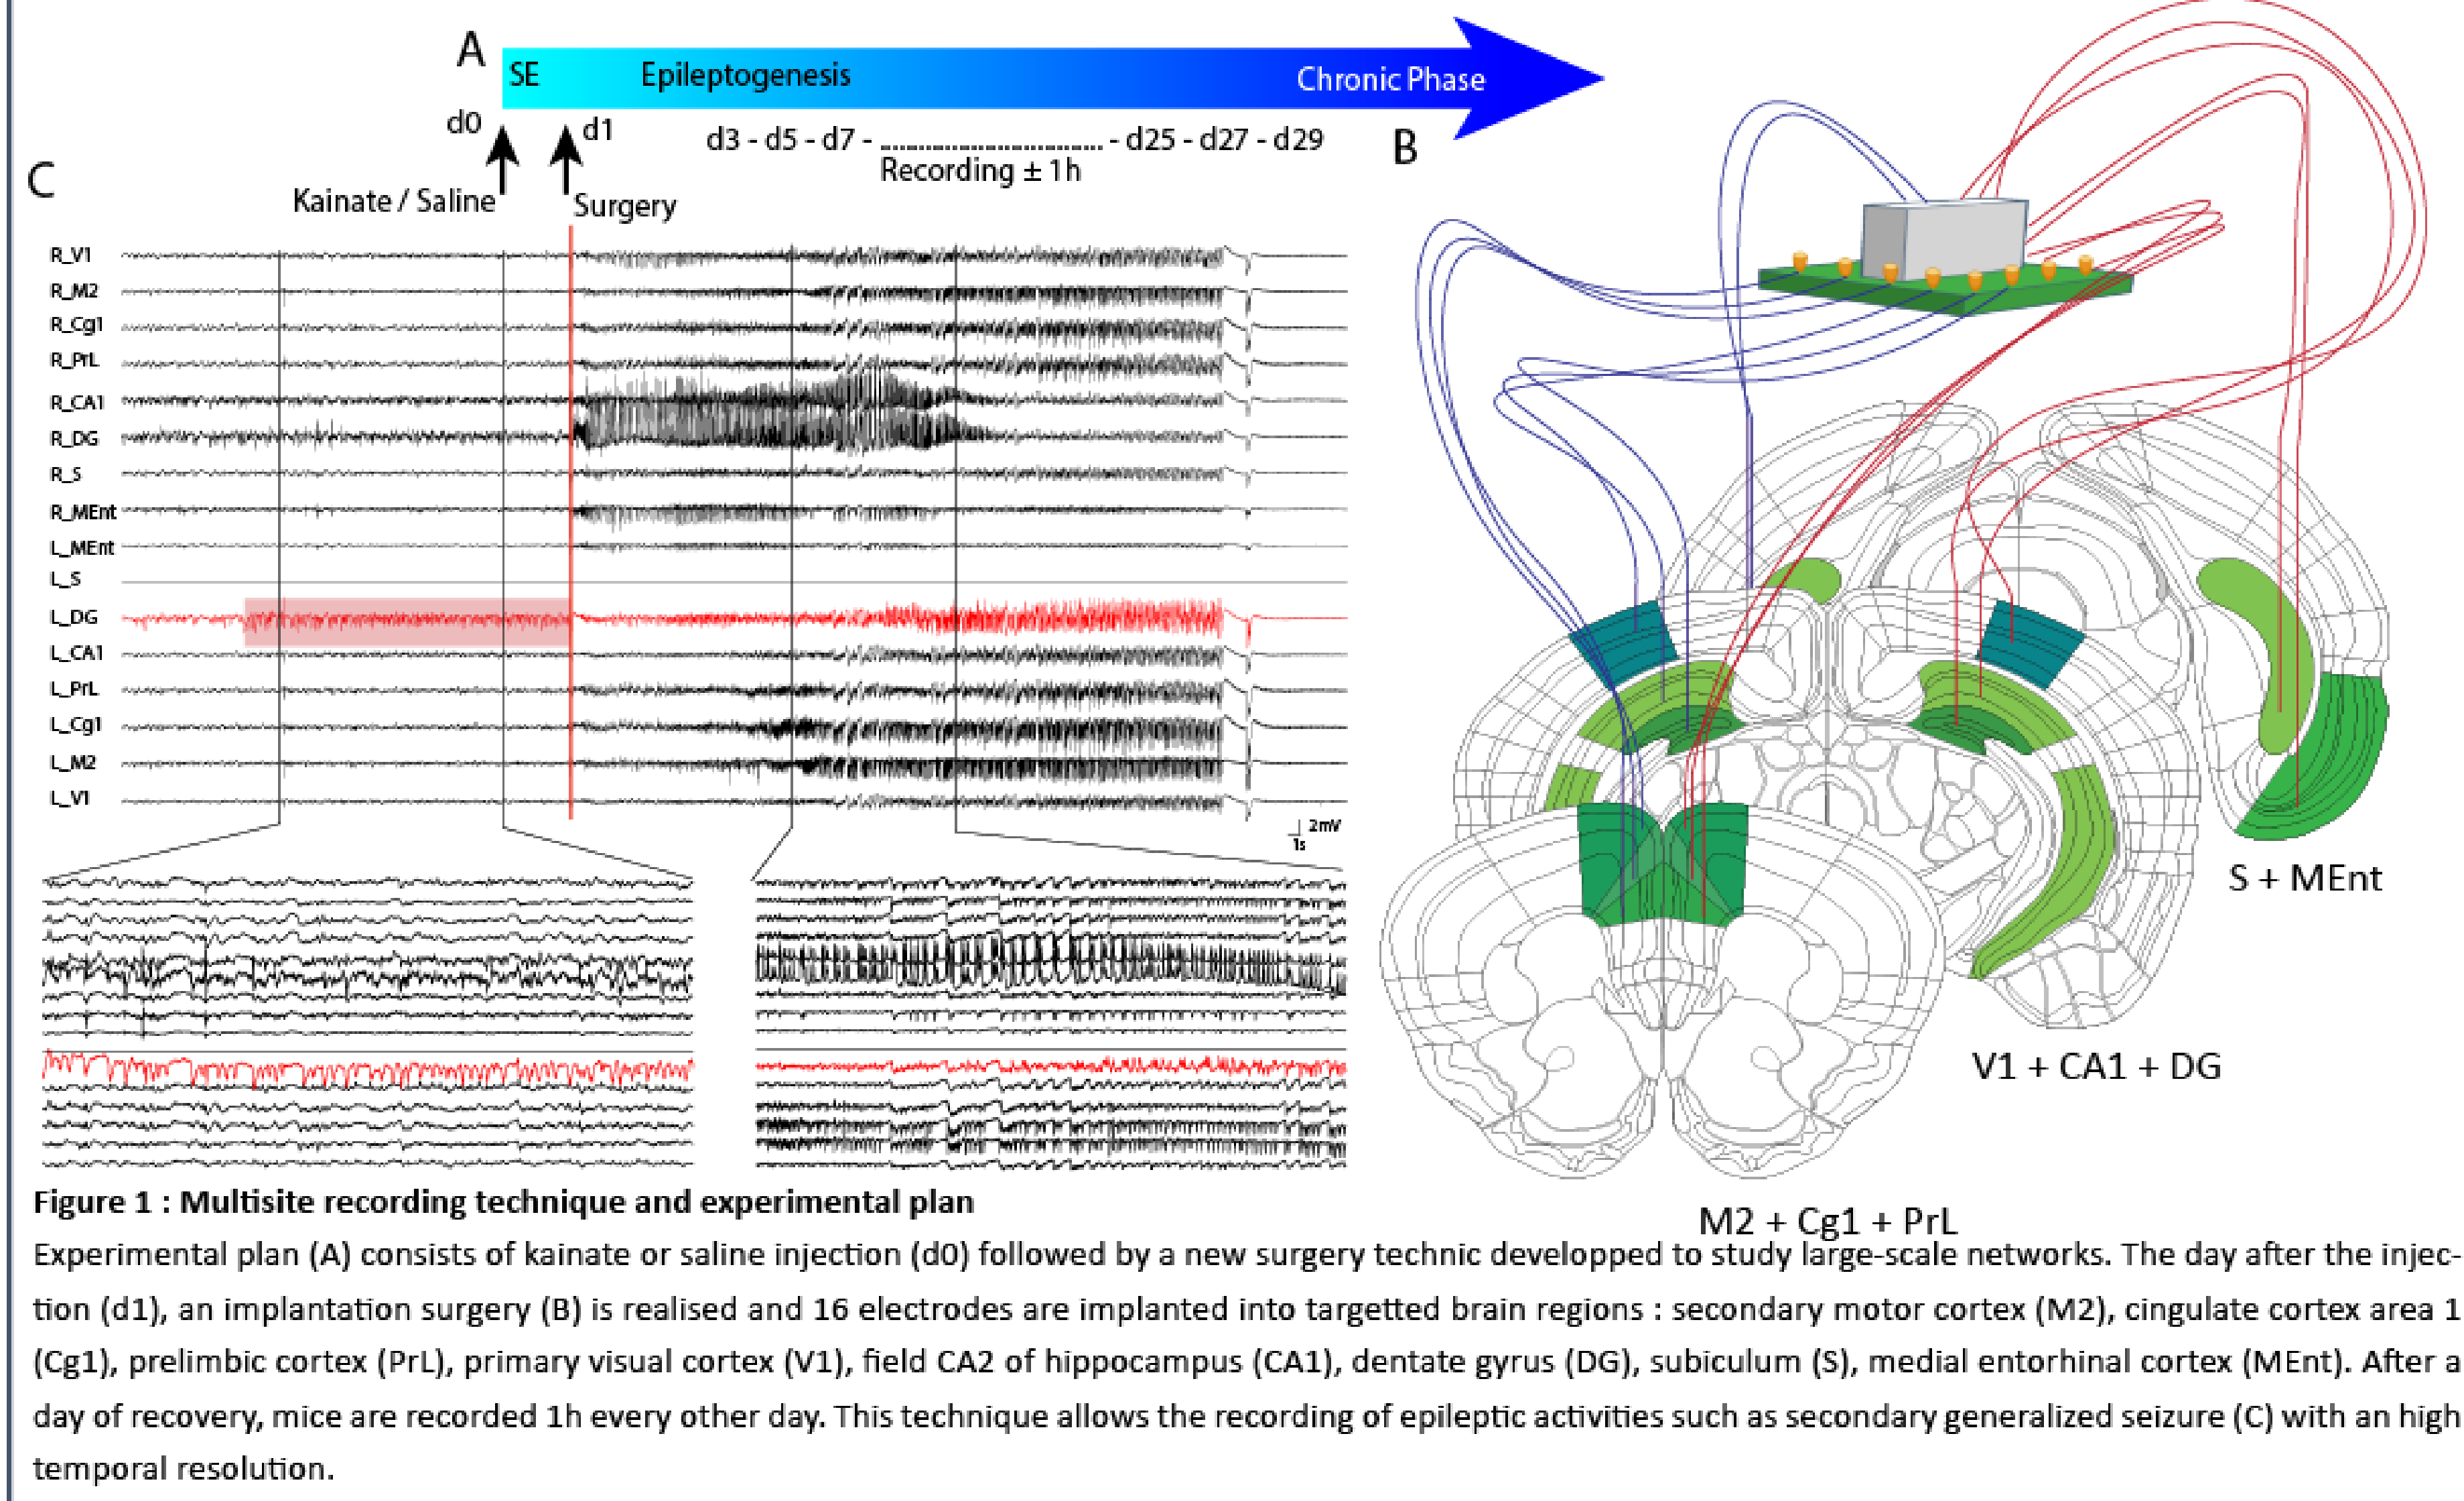 A
SE Epileptogenesis Chronic Phase
d0
d1
d3 - d5 - d7 - ................................ - d25 - d27 - d29
Recording ± 1h
Kainate / Saline
Surgery
B
C
R_V1
R_M2
R_Cg1
R_PrL
R_CA1
R_DG
R_S
R_MEnt
L_MEnt
L_S
L_DG
L_CA1
L_PrL
L_Cg1
L_M2
L_V1
2mV
1s
S + MEnt
V1 + CA1 + DG
M2 + Cg1 + PrL
Figure 1 : Multisite recording technique and experimental plan
Experimental plan (A) consists of kainate or saline injection (d0) followed by a new surgery technic developped to study large-scale networks. The day after the injec-
tion (d1), an implantation surgery (B) is realised and 16 electrodes are implanted into targetted brain regions : secondary motor cortex (M2), cingulate cortex area 1
(Cg1), prelimbic cortex (PrL), primary visual cortex (V1), field CA2 of hippocampus (CA1), dentate gyrus (DG), subiculum (S), medial entorhinal cortex (MEnt). After a
day of recovery, mice are recorded 1h every other day. This technique allows the recording of epileptic activities such as secondary generalized seizure (C) with an high
temporal resolution.